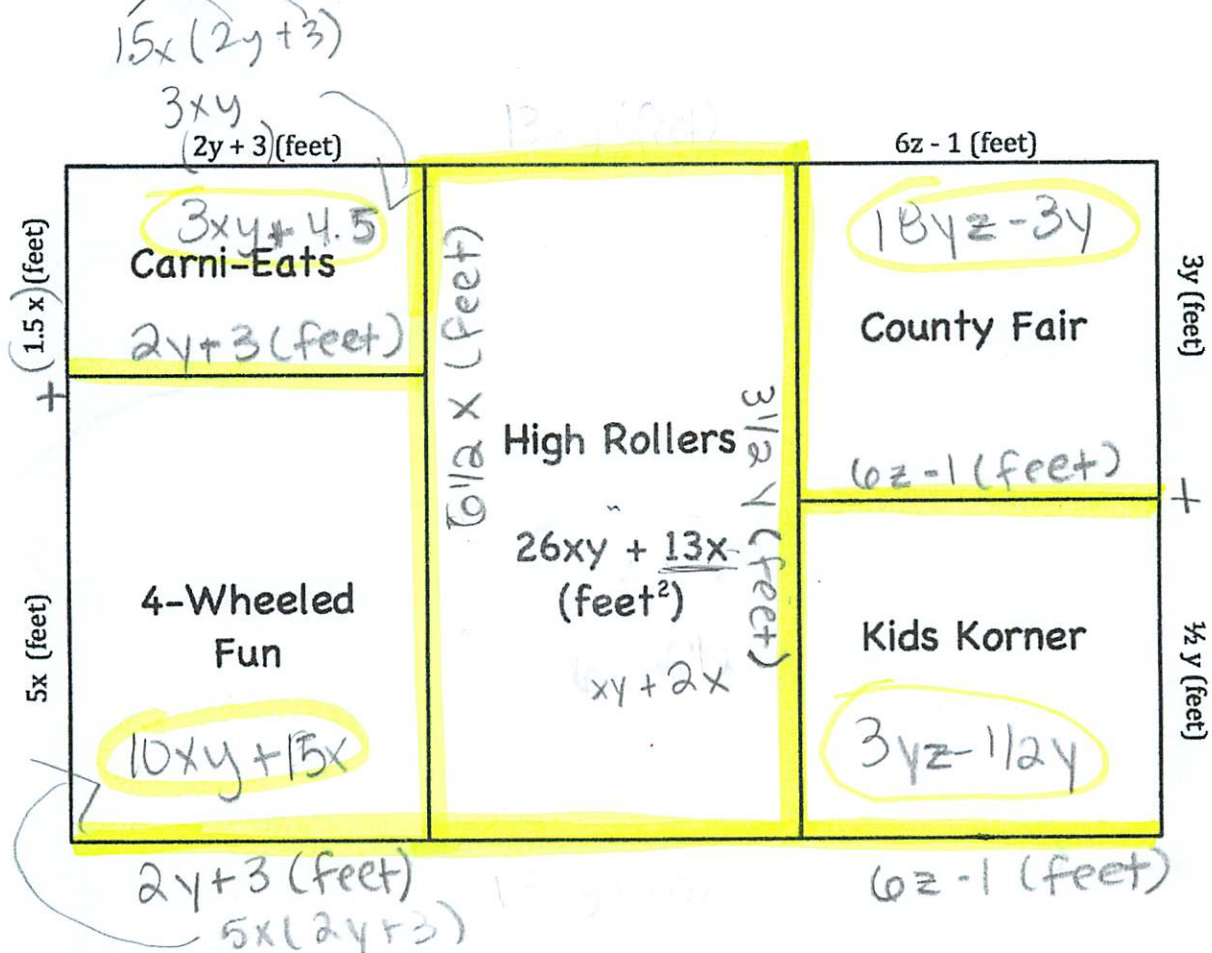 15x(2y+3)
3xy
(2y + 3)(feet)
6z - 1 (feet)
(1.5 x)(feet)
+
5x (feet)
3xy + 4.5
Carni-Eats
2y+3 (feet)
4-Wheeled
Fun
10xy+15x
2y+3 (feet)
5x(2y+3)
6 1/2 x (feet)
High Rollers
26xy + 13x
(feet²)
xy + 2x
3 1/2 y (feet)
18yz-3y
County Fair
6z-1 (feet)
Kids Korner
3yz-1/2y
6z-1 (feet)
3y (feet)
+
½ y (feet)